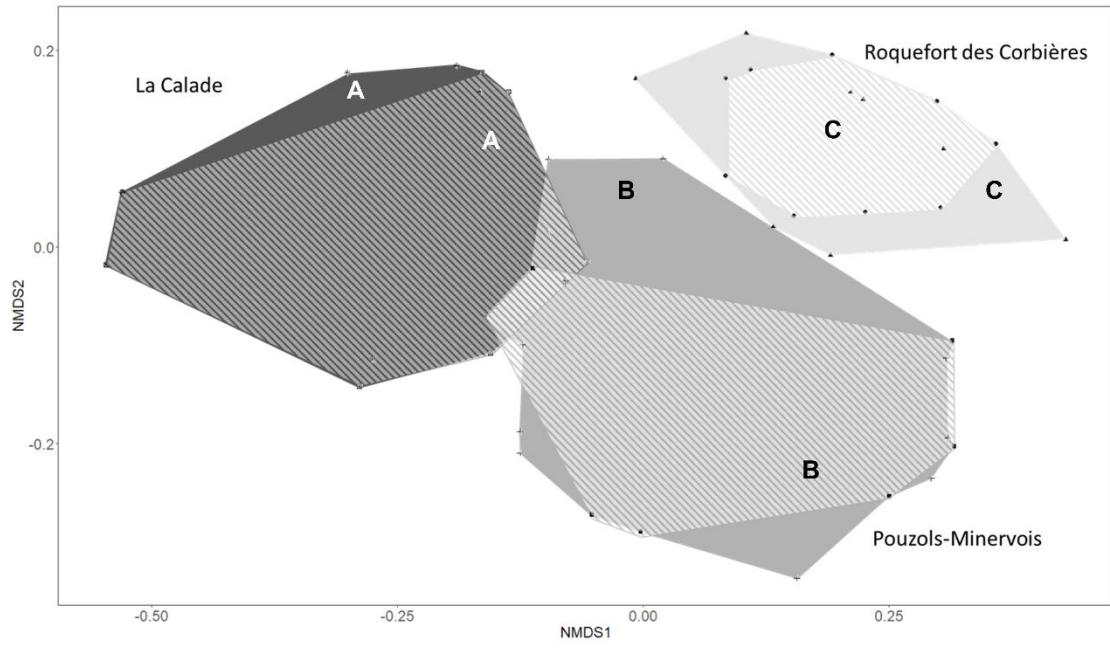 0.2
Roquefort des Corbières
La Calade
A
A
C
B
C
0.0
NMDS2
-0.2
B
Pouzols-Minervois
-0.50
-0.25
0.00
0.25
NMDS1